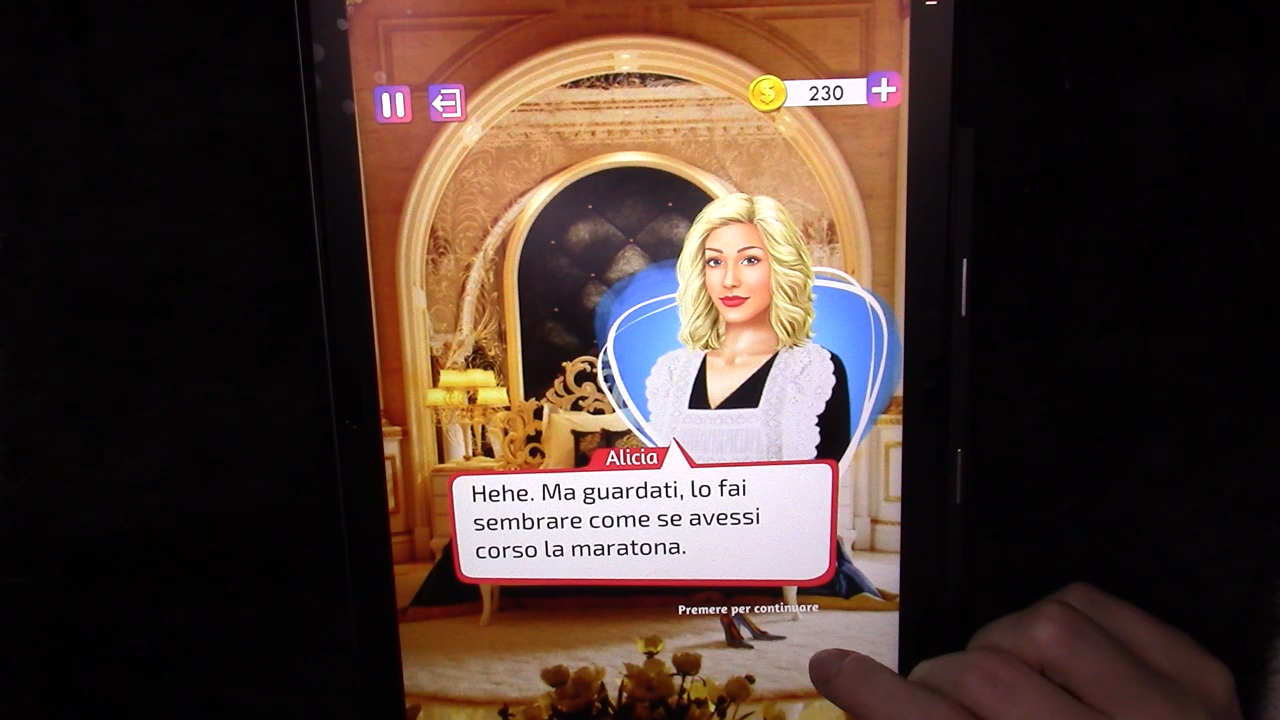 230
Alicia
Hehe. Ma guardati, lo fai
sembrare come se avessi
corso la maratona.
Premere per continuare